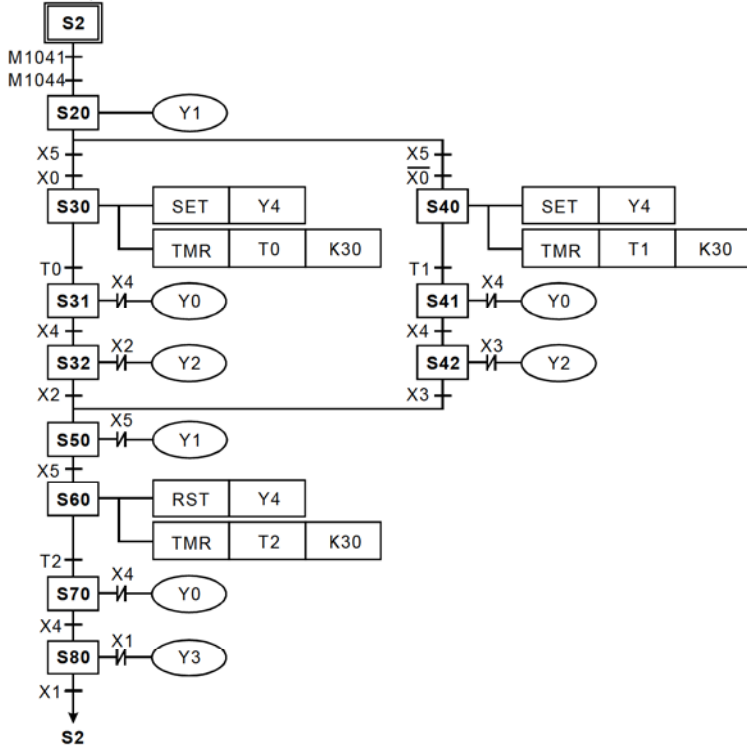 S2
M1041
M1044
S20 Y1
X5 X5
X0 X̅0̅
S30 SET Y4 S40 SET Y4
TMR T0 K30 TMR T1 K30
T0 T1
X4 X4
S31 Y0 S41 Y0
X4 X4
X2 X3
S32 Y2 S42 Y2
X2 X3
X5
S50 Y1
X5
S60 RST Y4
TMR T2 K30
T2
X4
S70 Y0
X4
X1
S80 Y3
X1
S2